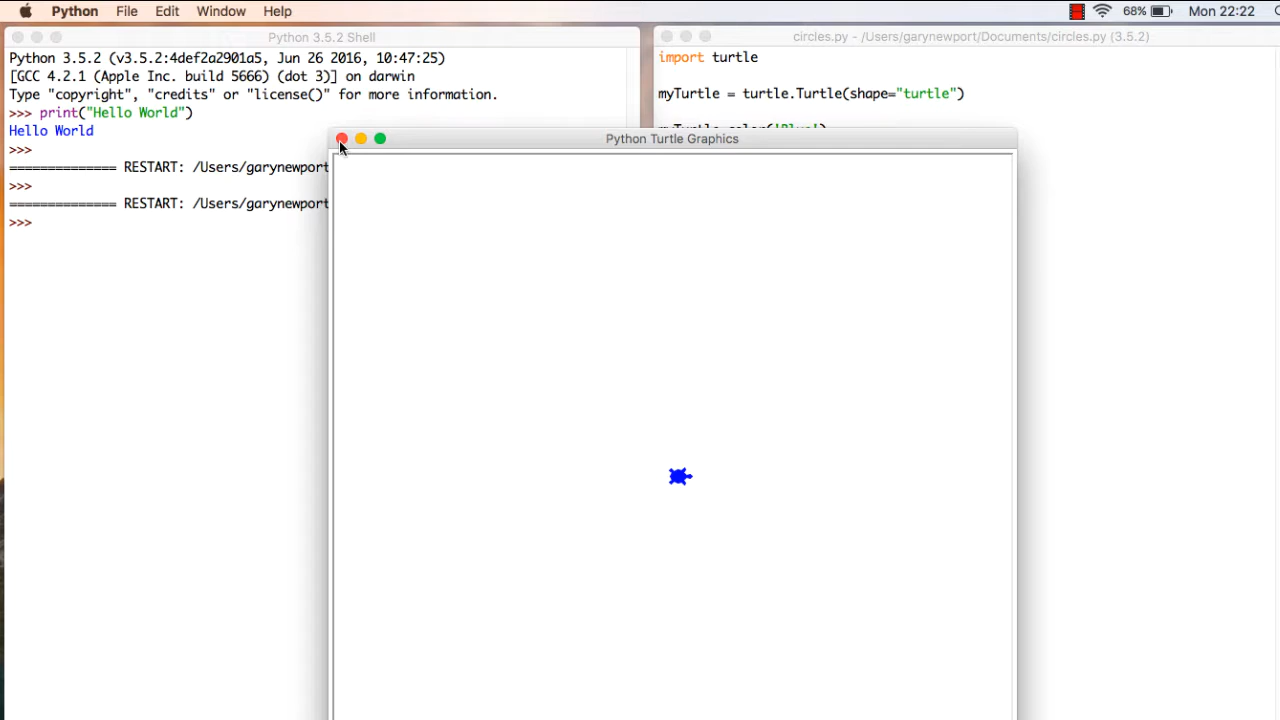 Python File Edit Window Help 68% Mon 22:22
Python 3.5.2 Shell
Python 3.5.2 (v3.5.2:4def2a2901a5, Jun 26 2016, 10:47:25)
[GCC 4.2.1 (Apple Inc. build 5666) (dot 3)] on darwin
Type "copyright", "credits" or "license()" for more information.
>>> print("Hello World")
Hello World
>>>
============== RESTART: /Users/garynewport
>>>
============== RESTART: /Users/garynewport
>>>
circles.py - /Users/garynewport/Documents/circles.py (3.5.2)
import turtle
myTurtle = turtle.Turtle(shape="turtle")
myTurtle.color('Blue')
Python Turtle Graphics